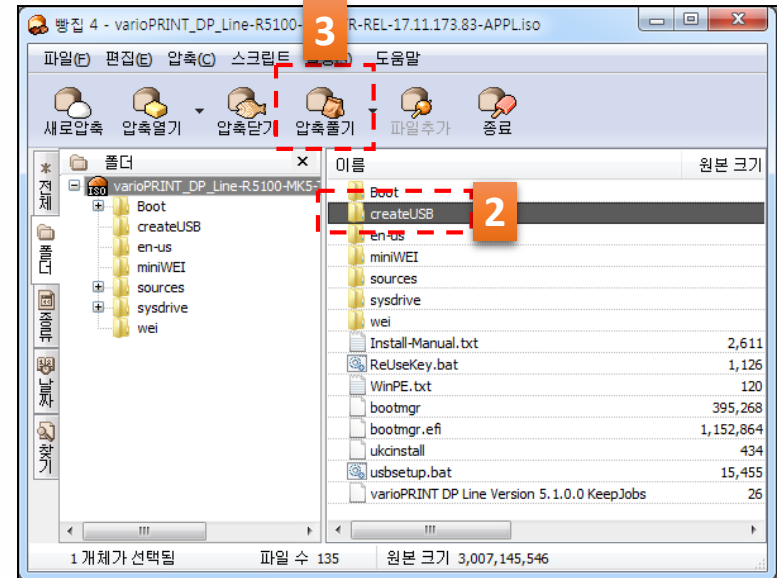 빵집 4 - varioPRINT_DP_Line-R5100- R-REL-17.11.173.83-APPL.iso
3
파일(F) 편집(E) 압축(C) 스크립트 도움말
새로압축 압축열기 압축닫기 압축풀기 파일추가 종료
전체
폴더
종류
날짜
찾기
폴더
varioPRINT_DP_Line-R5100-MK5-
Boot
createUSB
en-us
miniWEI
sources
sysdrive
wei
이름 원본 크기
Boot
createUSB
2
en-us
miniWEI
sources
sysdrive
wei
Install-Manual.txt 2,611
ReUseKey.bat 1,126
WinPE.txt 120
bootmgr 395,268
bootmgr.efi 1,152,864
ukcinstall 434
usbsetup.bat 15,455
varioPRINT DP Line Version 5.1.0.0 KeepJobs 26
1 개체가 선택됨 파일 수 135 원본 크기 3,007,145,546